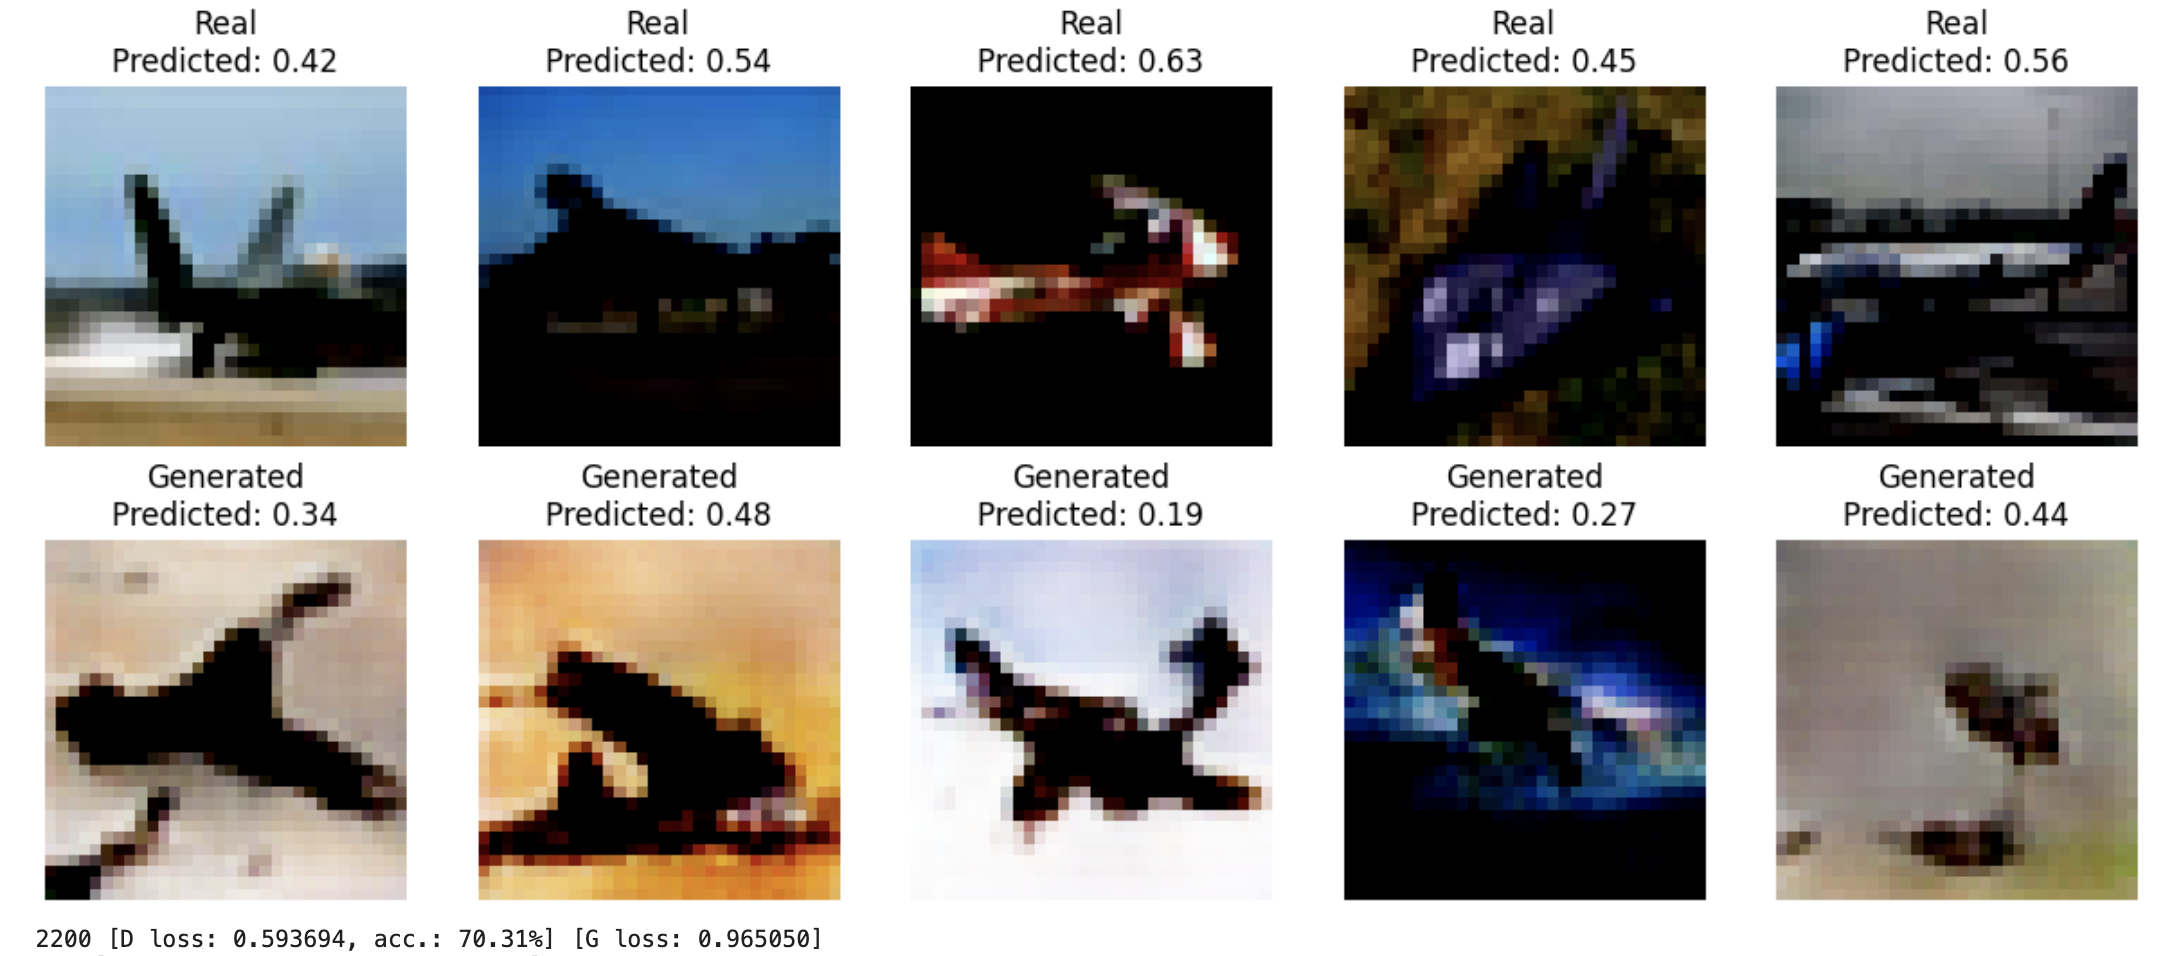 Real
Predicted: 0.42
Real
Predicted: 0.54
Real
Predicted: 0.63
Real
Predicted: 0.45
Real
Predicted: 0.56
Generated
Predicted: 0.34
Generated
Predicted: 0.48
Generated
Predicted: 0.19
Generated
Predicted: 0.27
Generated
Predicted: 0.44
2200 [D loss: 0.593694, acc.: 70.31%] [G loss: 0.965050]